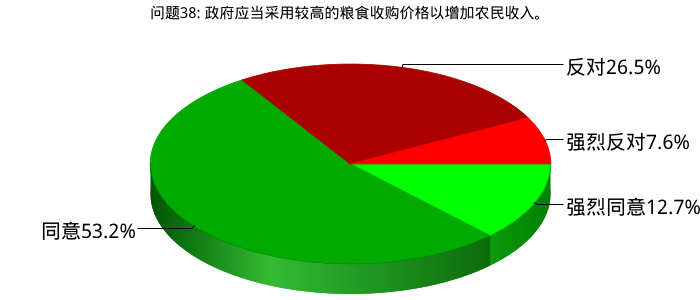 问题38: 政府应当采用较高的粮食收购价格以增加农民收入。
反对26.5%
强烈反对7.6%
强烈同意12.7%
同意53.2%